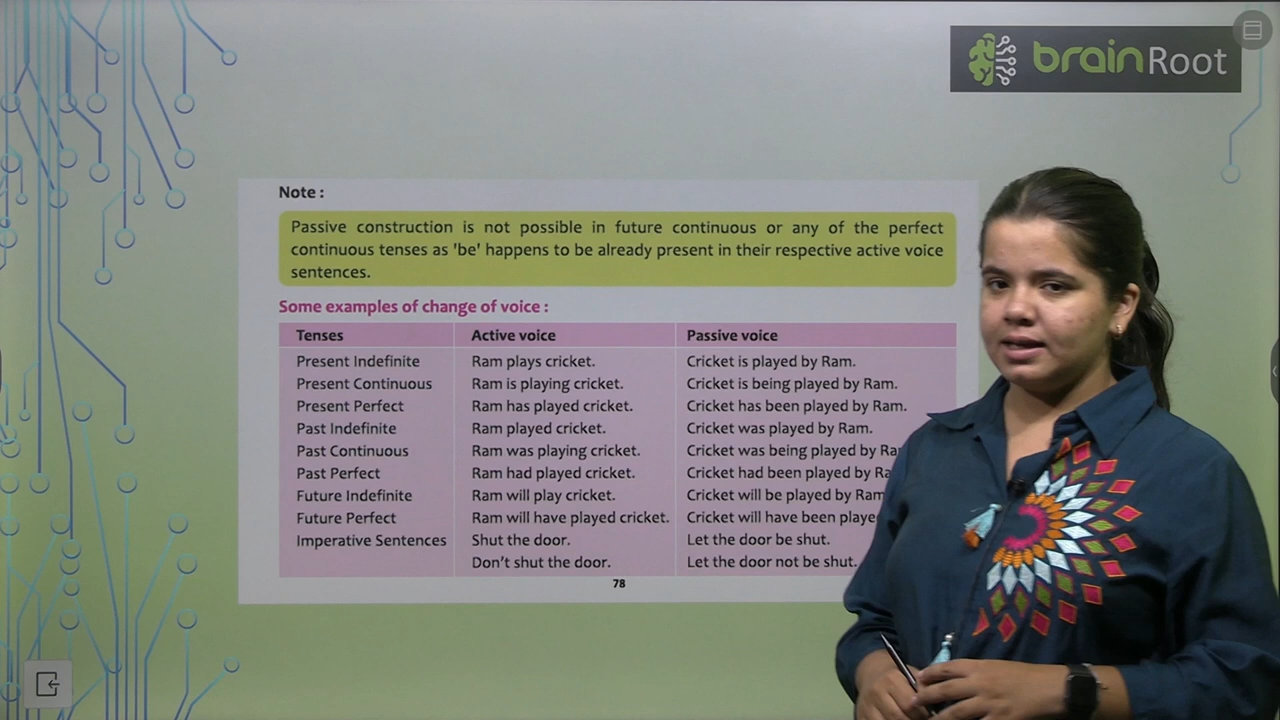 brainRoot
Note :
Passive construction is not possible in future continuous or any of the perfect
continuous tenses as 'be' happens to be already present in their respective active voice
sentences.
Some examples of change of voice :
Tenses Active voice Passive voice
Present Indefinite Ram plays cricket. Cricket is played by Ram.
Present Continuous Ram is playing cricket. Cricket is being played by Ram.
Present Perfect Ram has played cricket. Cricket has been played by Ram.
Past Indefinite Ram played cricket. Cricket was played by Ram.
Past Continuous Ram was playing cricket. Cricket was being played by
Past Perfect Ram had played cricket. Cricket had been played by
Future Indefinite Ram will play cricket. Cricket will be played by Ram
Future Perfect Ram will have played cricket. Cricket will have been
Imperative Sentences Shut the door. Let the door be shut.
Don't shut the door. Let the door not be shut.
78